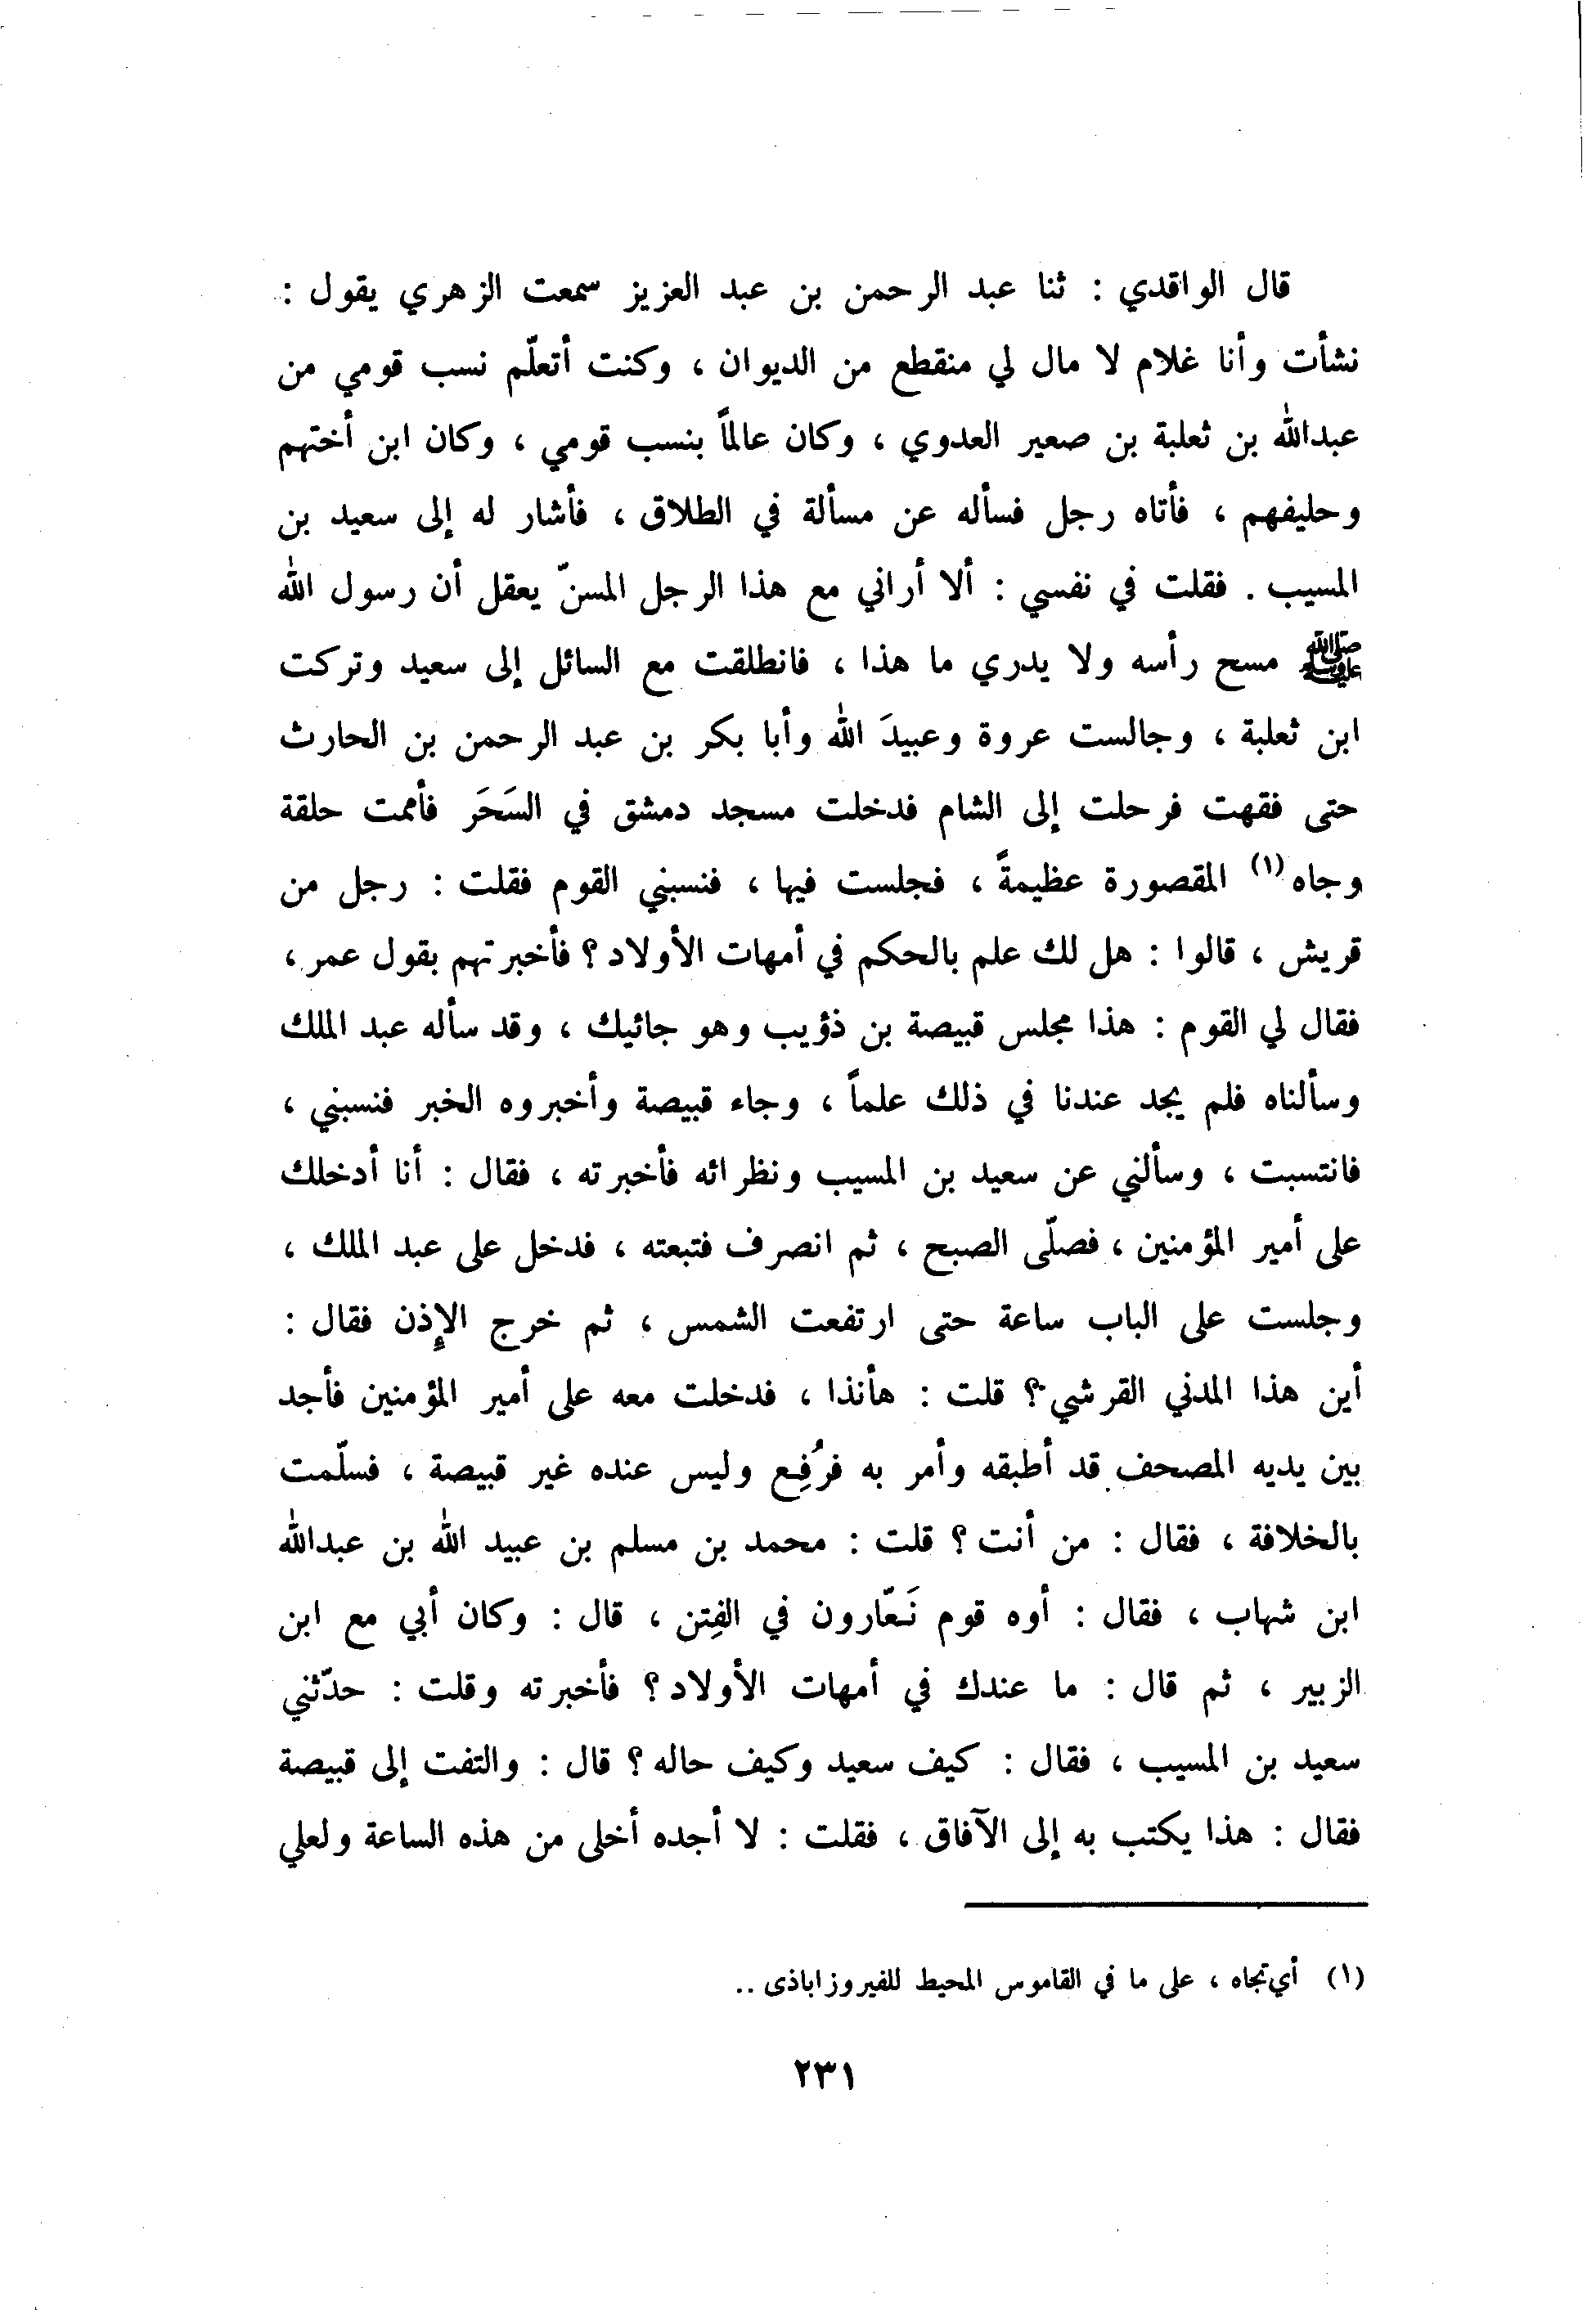 قال الواقدي : ثنا عبد الرحمن بن عبد العزيز سمعت الزهري يقول :
نشأت وأنا غلام لا مال لي منقطع من الديوان ، وكنت أتعلّم نسب قومي من
عبدالله بن ثعلبة بن صعير العدوي ، وكان عالماً بنسب قومي ، وكان ابن أختهم
وحليفهم ، فأتاه رجل فسأله عن مسألة في الطلاق ، فأشار له إلى سعيد بن
المسيب . فقلت في نفسي : ألا أراني مع هذا الرجل المسنّ يعقل أن رسول الله
ﷺ مسح رأسه ولا يدري ما هذا ، فانطلقت مع السائل إلى سعيد وتركت
ابن ثعلبة ، وجالست عروة وعبيدَ الله وأبا بكر بن عبد الرحمن بن الحارث
حتى فقهت فرحلت إلى الشام فدخلت مسجد دمشق في السَحَر فأممت حلقة
وجاه (١) المقصورة عظيمةً ، فجلست فيها ، فنسبني القوم فقلت : رجل من
قريش ، قالوا : هل لك علم بالحكم في أمهات الأولاد ؟ فأخبرتهم بقول عمر ،
فقال لي القوم : هذا مجلس قبيصة بن ذؤيب وهو جائيك ، وقد سأله عبد الملك
وسألناه فلم يجد عندنا في ذلك علماً ، وجاء قبيصة وأخبروه الخبر فنسبني ،
فانتسبت ، وسألني عن سعيد بن المسيب ونظرائه فأخبرته ، فقال : أنا أدخلك
على أمير المؤمنين ، فصلّى الصبح ، ثم انصرف فتبعته ، فدخل على عبد الملك ،
وجلست على الباب ساعة حتى ارتفعت الشمس ، ثم خرج الإذن فقال :
أين هذا المدني القرشي ؟ قلت : هأنذا ، فدخلت معه على أمير المؤمنين فأجد
بين يديه المصحف قد أطبقه وأمر به فرُفِع وليس عنده غير قبيصة ، فسلّمت
بالخلافة ، فقال : من أنت ؟ قلت : محمد بن مسلم بن عبيد الله بن عبدالله
ابن شهاب ، فقال : أوه قوم نَعّارون في الفِتن ، قال : وكان أبي مع ابن
الزبير ، ثم قال : ما عندك في أمهات الأولاد ؟ فأخبرته وقلت : حدّثني
سعيد بن المسيب ، فقال : كيف سعيد وكيف حاله ؟ قال : والتفت إلى قبيصة
فقال : هذا يكتب به إلى الآفاق ، فقلت : لا أجده أخلى من هذه الساعة ولعلي
(١) أي تجاه ، على ما في القاموس المحيط للفيروزاباذى ..
٢٣١